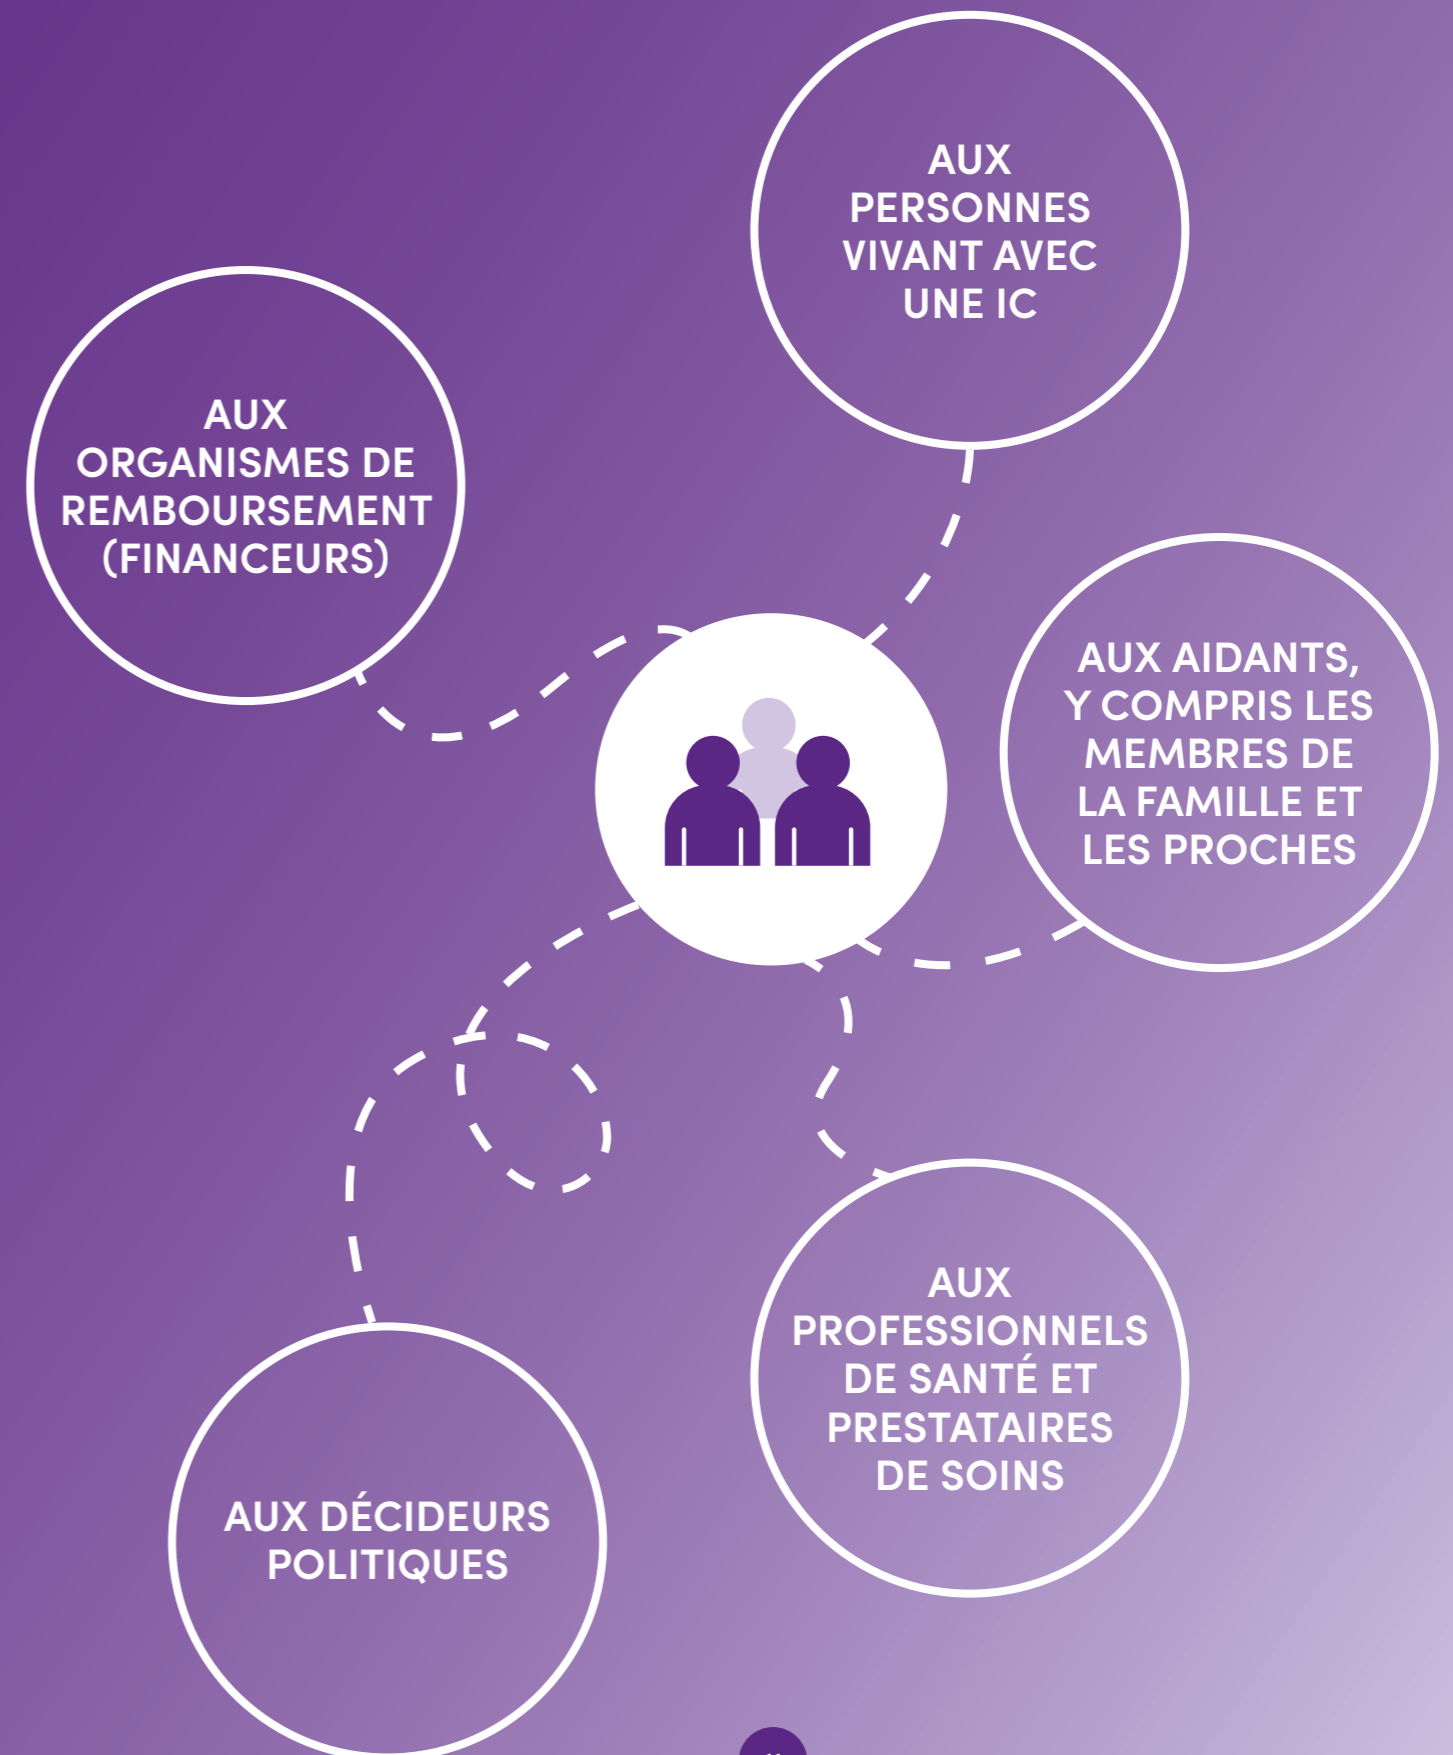 AUX
PERSONNES
VIVANT AVEC
UNE IC
AUX
ORGANISMES DE
REMBOURSEMENT
(FINANCEURS)
AUX AIDANTS,
Y COMPRIS LES
MEMBRES DE
LA FAMILLE ET
LES PROCHES
AUX
PROFESSIONNELS
DE SANTÉ ET
PRESTATAIRES
DE SOINS
AUX DÉCIDEURS
POLITIQUES